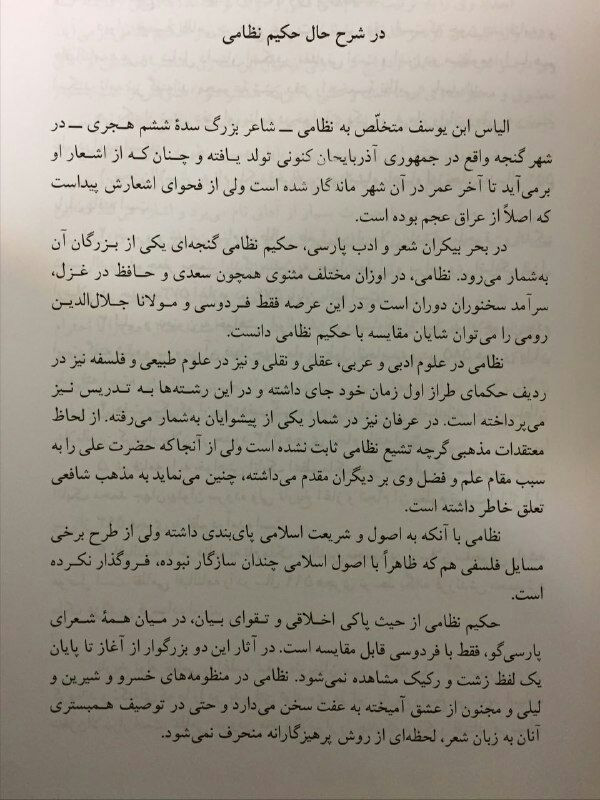 در شرح حال حکیم نظامی
الیاس ابن یوسف متخلّص به نظامی ــ شاعر بزرگ سدهٔ ششم هجری ــ در
شهر گنجه واقع در جمهوری آذربایجان کنونی تولد یافته و چنان که از اشعار او
برمی‌آید تا آخر عمر در آن شهر ماندگار شده است ولی از فحوای اشعارش پیداست
که اصلاً از عراق عجم بوده است.
در بحر بیکران شعر و ادب پارسی، حکیم نظامی گنجه‌ای یکی از بزرگان آن
به‌شمار می‌رود. نظامی، در اوزان مختلف مثنوی همچون سعدی و حافظ در غزل،
سرآمد سخنوران دوران است و در این عرصه فقط فردوسی و مولانا جلال‌الدین
رومی را می‌توان شایان مقایسه با حکیم نظامی دانست.
نظامی در علوم ادبی و عربی، عقلی و نقلی و نیز در علوم طبیعی و فلسفه نیز در
ردیف حکمای طراز اول زمان خود جای داشته و در این رشته‌ها به تدریس نیز
می‌پرداخته است. در عرفان نیز در شمار یکی از پیشوایان به‌شمار می‌رفته. از لحاظ
معتقدات مذهبی گرچه تشیع نظامی ثابت نشده است ولی از آنجا که حضرت علی را به
سبب مقام علم و فضل وی بر دیگران مقدم می‌داشته، چنین می‌نماید به مذهب شافعی
تعلق خاطر داشته است.
نظامی با آنکه به اصول و شریعت اسلامی پای‌بندی داشته ولی از طرح برخی
مسایل فلسفی هم که ظاهراً با اصول اسلامی چندان سازگار نبوده، فروگذار نکرده
است.
حکیم نظامی از حیث پاکی اخلاقی و تقوای بیان، در میان همهٔ شعرای
پارسی‌گو، فقط با فردوسی قابل مقایسه است. در آثار این دو بزرگوار از آغاز تا پایان
یک لفظ زشت و رکیک مشاهده نمی‌شود. نظامی در منظومه‌های خسرو و شیرین و
لیلی و مجنون از عشق آمیخته به عفت سخن می‌دارد و حتی در توصیف همبستری
آنان به زبان شعر، لحظه‌ای از روش پرهیزگارانه منحرف نمی‌شود.